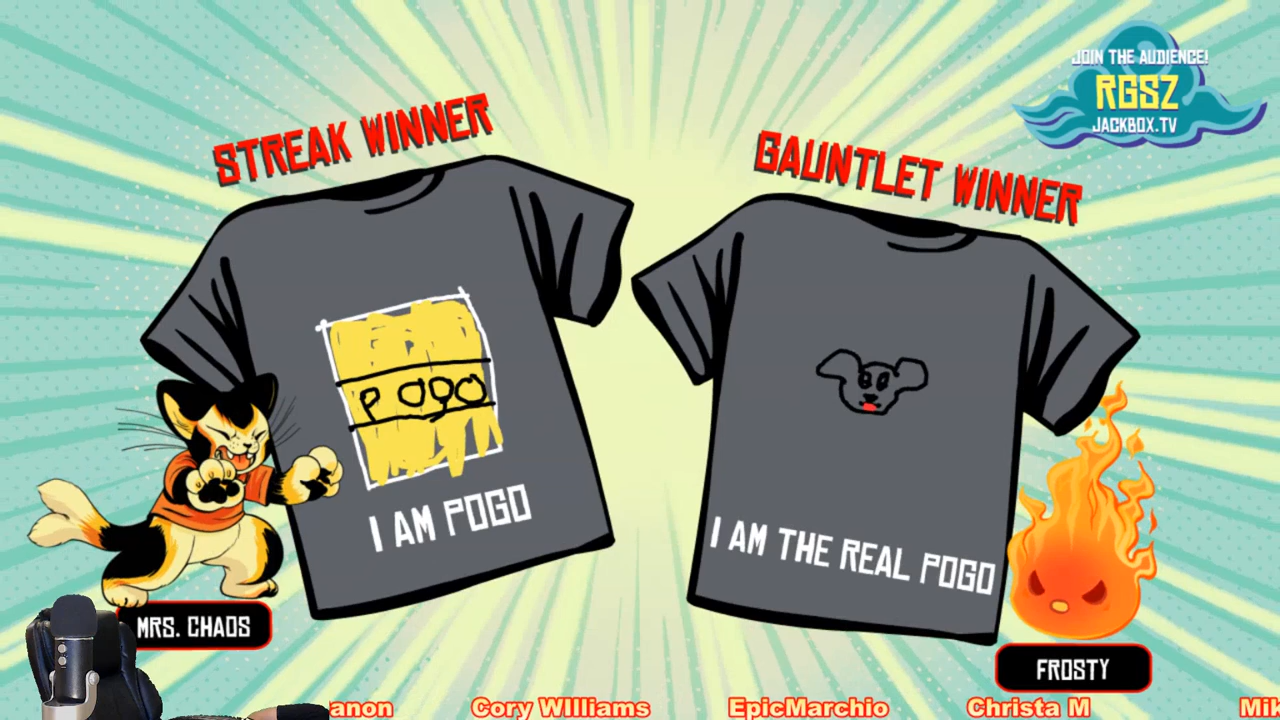 JOIN THE AUDIENCE!
RGSZ
JACKBOX.TV
STREAK WINNER
GAUNTLET WINNER
POGO
I AM POGO
I AM THE REAL POGO
MRS. CHAOS
FROSTY
anon Cory WIlliams EpicMarchio Christa M Mik